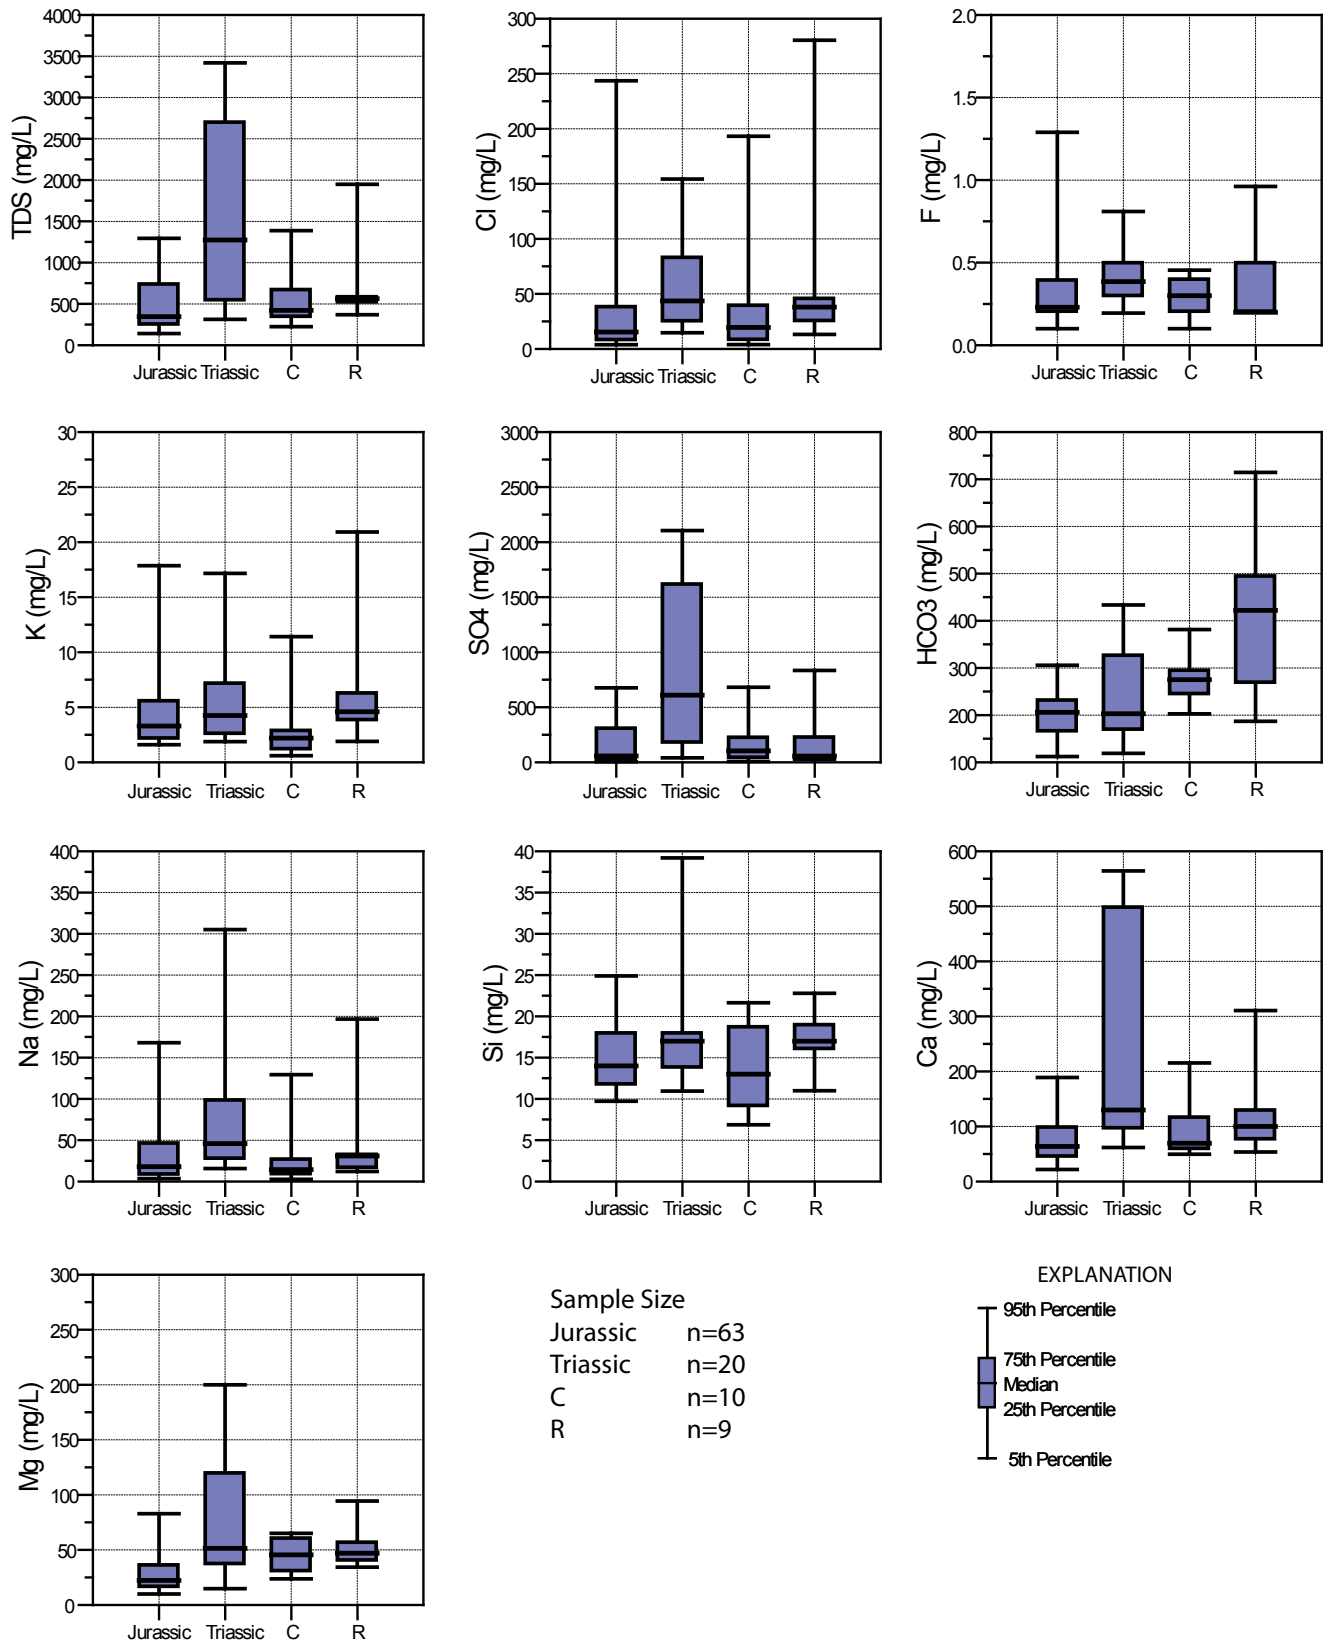 TDS (mg/L)
4000
3500
3000
2500
2000
1500
1000
500
0
Jurassic Triassic C R
Cl (mg/L)
300
250
200
150
100
50
0
Jurassic Triassic C R
F (mg/L)
2.0
1.5
1.0
0.5
0.0
Jurassic Triassic C R
K (mg/L)
30
25
20
15
10
5
0
Jurassic Triassic C R
SO4 (mg/L)
3000
2500
2000
1500
1000
500
0
Jurassic Triassic C R
HCO3 (mg/L)
800
700
600
500
400
300
200
100
Jurassic Triassic C R
Na (mg/L)
400
350
300
250
200
150
100
50
0
Jurassic Triassic C R
Si (mg/L)
40
35
30
25
20
15
10
5
0
Jurassic Triassic C R
Ca (mg/L)
600
500
400
300
200
100
0
Jurassic Triassic C R
Mg (mg/L)
300
250
200
150
100
50
0
Jurassic Triassic C R
Sample Size
Jurassic n=63
Triassic n=20
C n=10
R n=9
EXPLANATION
95th Percentile
75th Percentile
Median
25th Percentile
5th Percentile